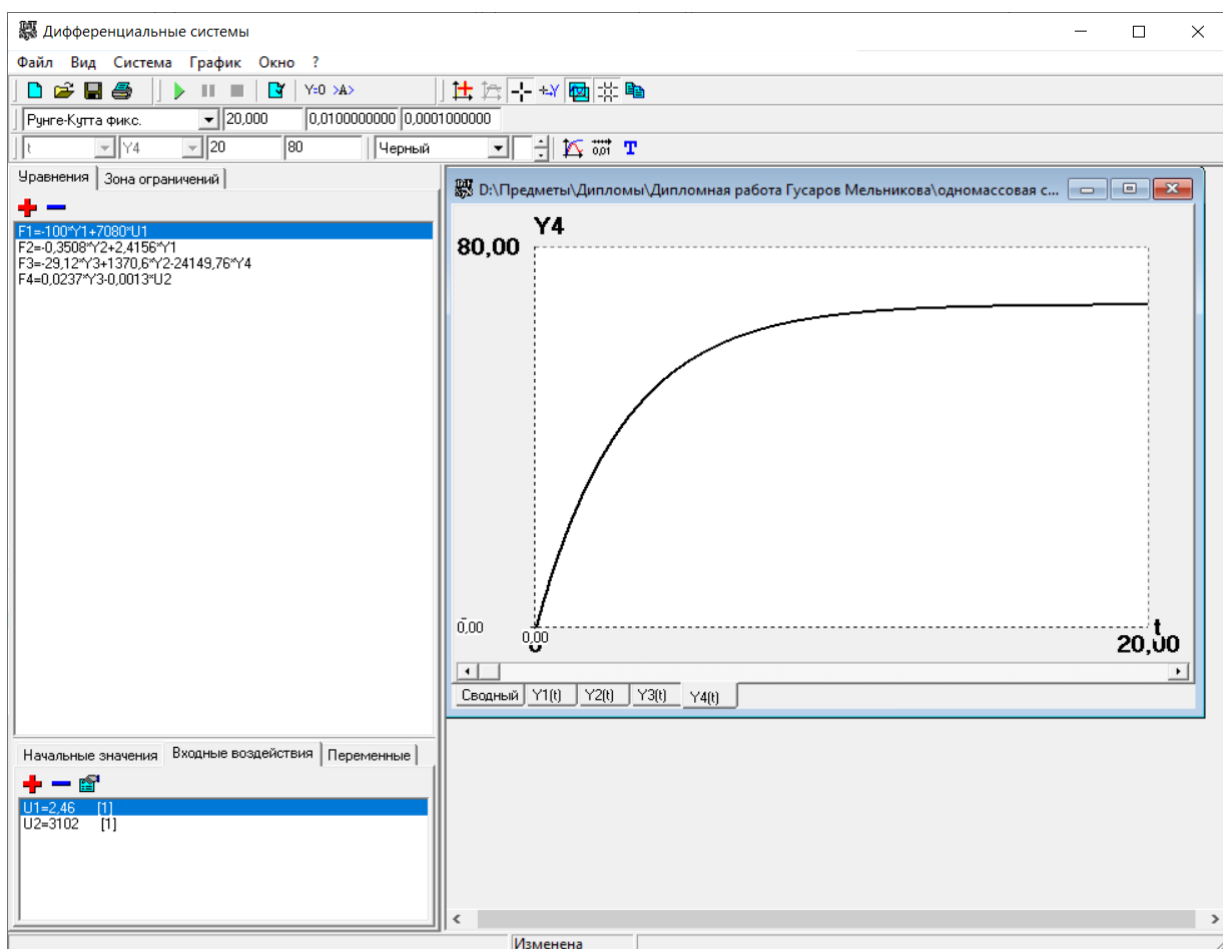 Дифференциальные системы
Файл Вид Система График Окно ?
Y=0 >A> +-Y
Рунге-Кутта фикс. 20,000 0,0100000000 0,0001000000
t Y4 20 80 Черный 0,01 T
Уравнения Зона ограничений
F1=-100*Y1+7080*U1
F2=-0,3508*Y2+2,4156*Y1
F3=-29,12*Y3+1370,6*Y2-24149,76*Y4
F4=0,0237*Y3-0,0013*U2
D:\Предметы\Дипломы\Дипломная работа Гусаров Мельникова\одномассовая с...
Y4
80,00
0,00
0,00
t
20,00
Сводный Y1(t) Y2(t) Y3(t) Y4(t)
Начальные значения Входные воздействия Переменные
U1=2,46 [1]
U2=3102 [1]
Изменена